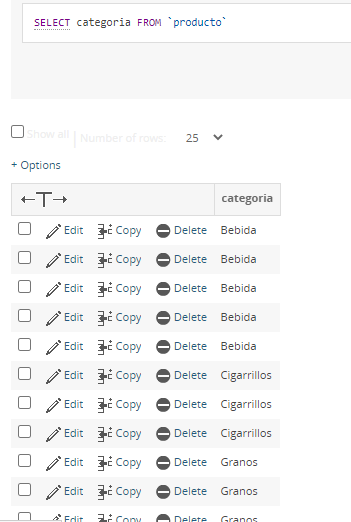 SELECT categoria FROM `producto`
Show all | Number of rows: 25
+ Options
←T→ categoria
Edit Copy Delete Bebida
Edit Copy Delete Bebida
Edit Copy Delete Bebida
Edit Copy Delete Bebida
Edit Copy Delete Bebida
Edit Copy Delete Cigarrillos
Edit Copy Delete Cigarrillos
Edit Copy Delete Cigarrillos
Edit Copy Delete Granos
Edit Copy Delete Granos
Edit Copy Delete Granos